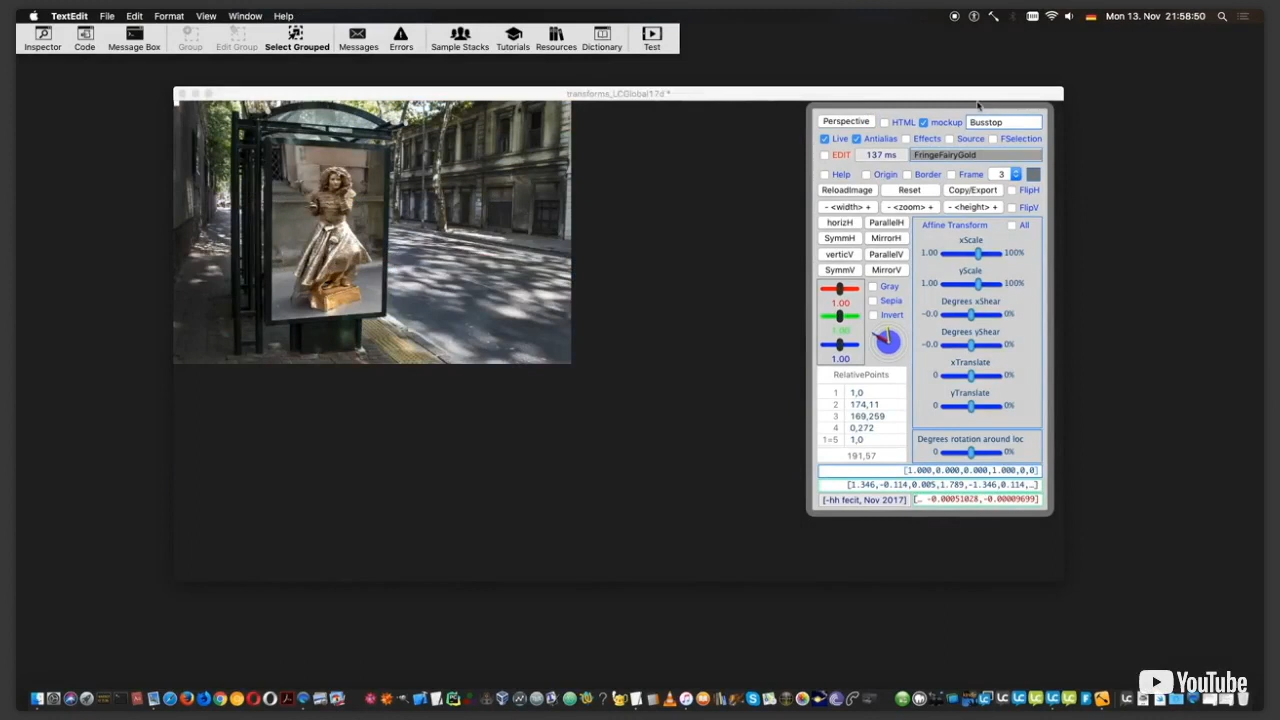 TextEdit File Edit Format View Window Help
Mon 13. Nov 21:58:50
Inspector Code Message Box Group Edit Group Select Grouped Messages Errors Sample Stacks Tutorials Resources Dictionary Test
transforms_LCGlobal17d *
Perspective HTML mockup Busstop
Live Antialias Effects Source FSelection
EDIT 137 ms FringeFairyGold
Help Origin Border Frame 3
ReloadImage Reset Copy/Export FlipH
- <width> + - <zoom> + - <height> + FlipV
horizH ParallelH
SymmH MirrorH
verticV ParallelV
SymmV MirrorV
Gray
Sepia
Invert
1.00
1.00
1.00
Affine Transform All
xScale
1.00 100%
yScale
1.00 100%
Degrees xShear
-0.0 0%
Degrees yShear
-0.0 0%
xTranslate
0 0%
yTranslate
0 0%
RelativePoints
1 1,0
2 174,11
3 169,259
4 0,272
1=5 1,0
191,57
Degrees rotation around loc
0 0%
[1.000,0.000,0.000,1.000,0,0]
[1.346,-0.114,0.005,1.789,-1.346,0.114,…]
[-hh fecit, Nov 2017] [… -0.00051028,-0.00009699]
YouTube